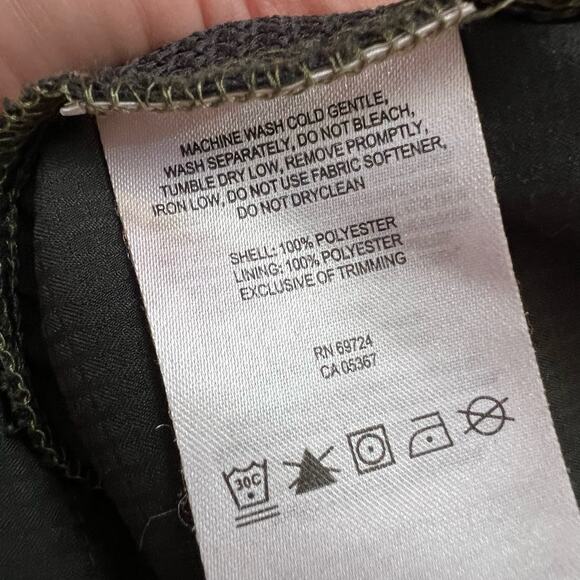 MACHINE WASH COLD GENTLE,
WASH SEPARATELY, DO NOT BLEACH,
TUMBLE DRY LOW, REMOVE PROMPTLY,
IRON LOW, DO NOT USE FABRIC SOFTENER,
DO NOT DRYCLEAN
SHELL: 100% POLYESTER
LINING: 100% POLYESTER
EXCLUSIVE OF TRIMMING
RN 69724
CA 05367
30C